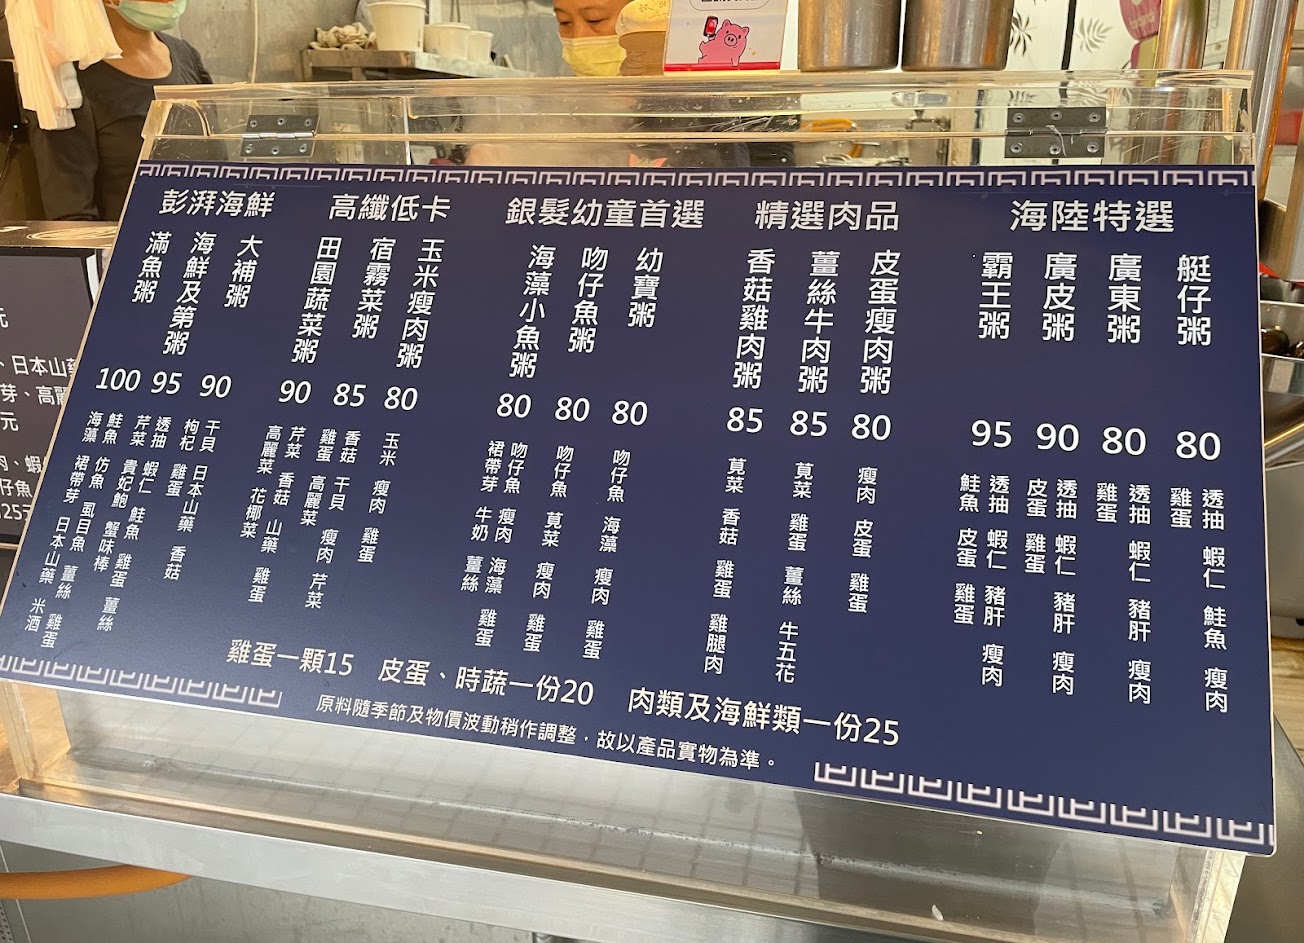 海陸特選
艇仔粥
80
透抽 蝦仁 鮭魚 瘦肉
雞蛋
廣東粥
80
透抽 蝦仁 豬肝 瘦肉
雞蛋
廣皮粥
90
透抽 蝦仁 豬肝 瘦肉
皮蛋 雞蛋
霸王粥
95
透抽 蝦仁 豬肝 瘦肉
鮭魚 皮蛋 雞蛋
精選肉品
皮蛋瘦肉粥
80
瘦肉 皮蛋 雞蛋
薑絲牛肉粥
85
莧菜 雞蛋 薑絲 牛五花
香菇雞肉粥
85
莧菜 香菇 雞蛋 雞腿肉
銀髮幼童首選
幼寶粥
80
吻仔魚 海藻 瘦肉 雞蛋
吻仔魚粥
80
吻仔魚 莧菜 瘦肉 雞蛋
海藻小魚粥
80
吻仔魚 瘦肉 海藻 雞蛋
裙帶芽 牛奶 薑絲
高纖低卡
玉米瘦肉粥
80
玉米 瘦肉 雞蛋
宿霧菜粥
85
香菇 干貝 瘦肉 芹菜
雞蛋 高麗菜
田園蔬菜粥
90
芹菜 香菇 山藥 雞蛋
高麗菜 花椰菜
彭湃海鮮
大補粥
90
干貝 日本山藥 香菇
枸杞 雞蛋
海鮮及第粥
95
透抽 蝦仁 鮭魚 雞蛋 薑絲
芹菜 貴妃鮑 蟹味棒
滿魚粥
100
鮭魚 仿魚 虱目魚 薑絲 雞蛋
海藻 裙帶芽 日本山藥 米酒
雞蛋一顆15 皮蛋、時蔬一份20 肉類及海鮮類一份25
原料隨季節及物價波動稍作調整，故以產品實物為準。
元
、日本山藥
芽、高麗
元
肉、蝦
仔魚
25元